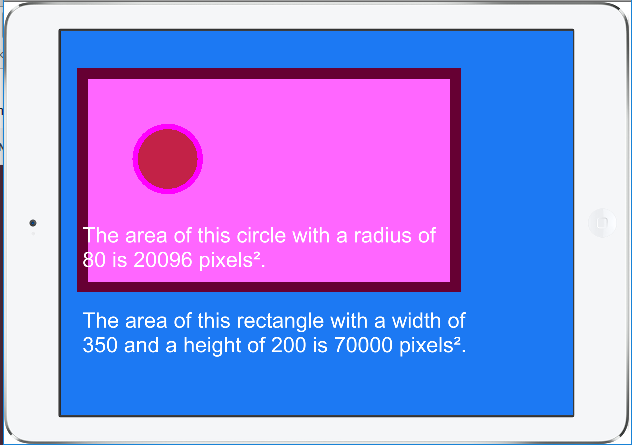 The area of this circle with a radius of
80 is 20096 pixels².
The area of this rectangle with a width of
350 and a height of 200 is 70000 pixels².